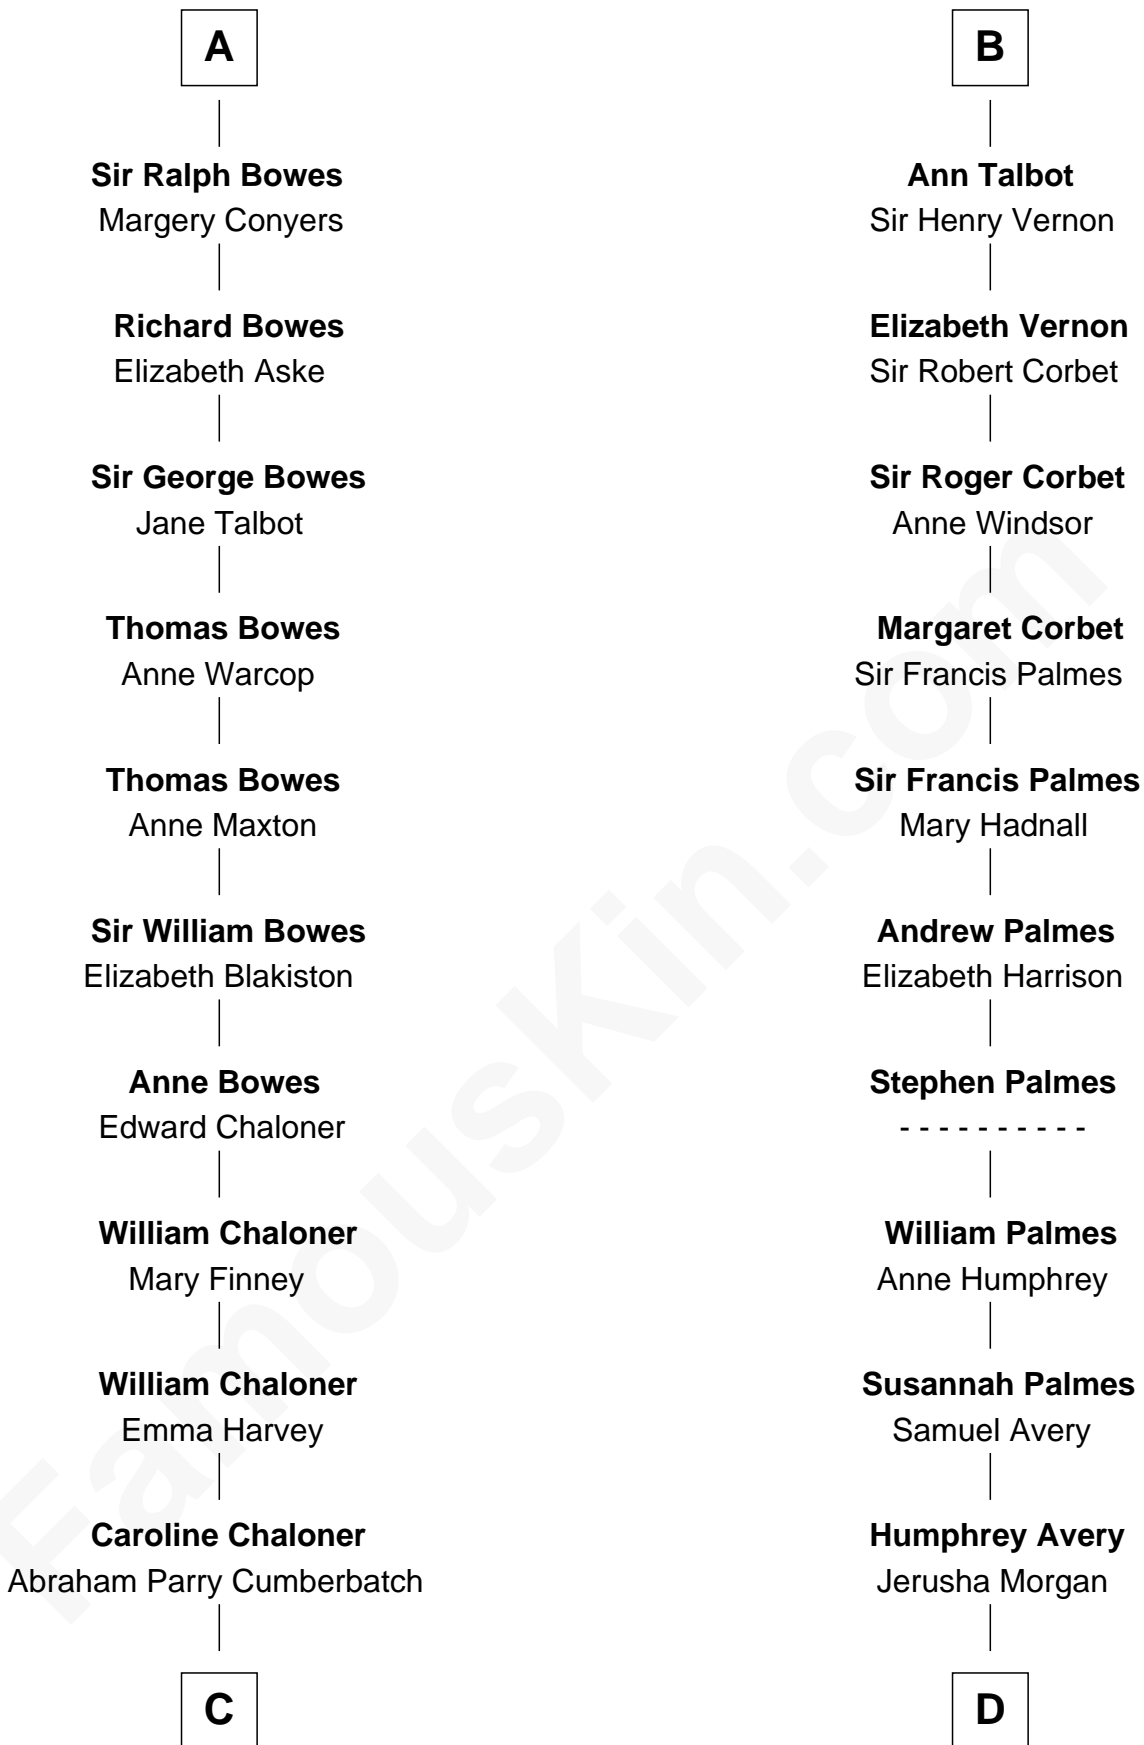 A
Sir Ralph Bowes
Margery Conyers
Richard Bowes
Elizabeth Aske
Sir George Bowes
Jane Talbot
Thomas Bowes
Anne Warcop
Thomas Bowes
Anne Maxton
Sir William Bowes
Elizabeth Blakiston
Anne Bowes
Edward Chaloner
William Chaloner
Mary Finney
William Chaloner
Emma Harvey
Caroline Chaloner
Abraham Parry Cumberbatch
C
B
Ann Talbot
Sir Henry Vernon
Elizabeth Vernon
Sir Robert Corbet
Sir Roger Corbet
Anne Windsor
Margaret Corbet
Sir Francis Palmes
Sir Francis Palmes
Mary Hadnall
Andrew Palmes
Elizabeth Harrison
Stephen Palmes
- - - - - - - - - -
William Palmes
Anne Humphrey
Susannah Palmes
Samuel Avery
Humphrey Avery
Jerusha Morgan
D
FamousKin.com